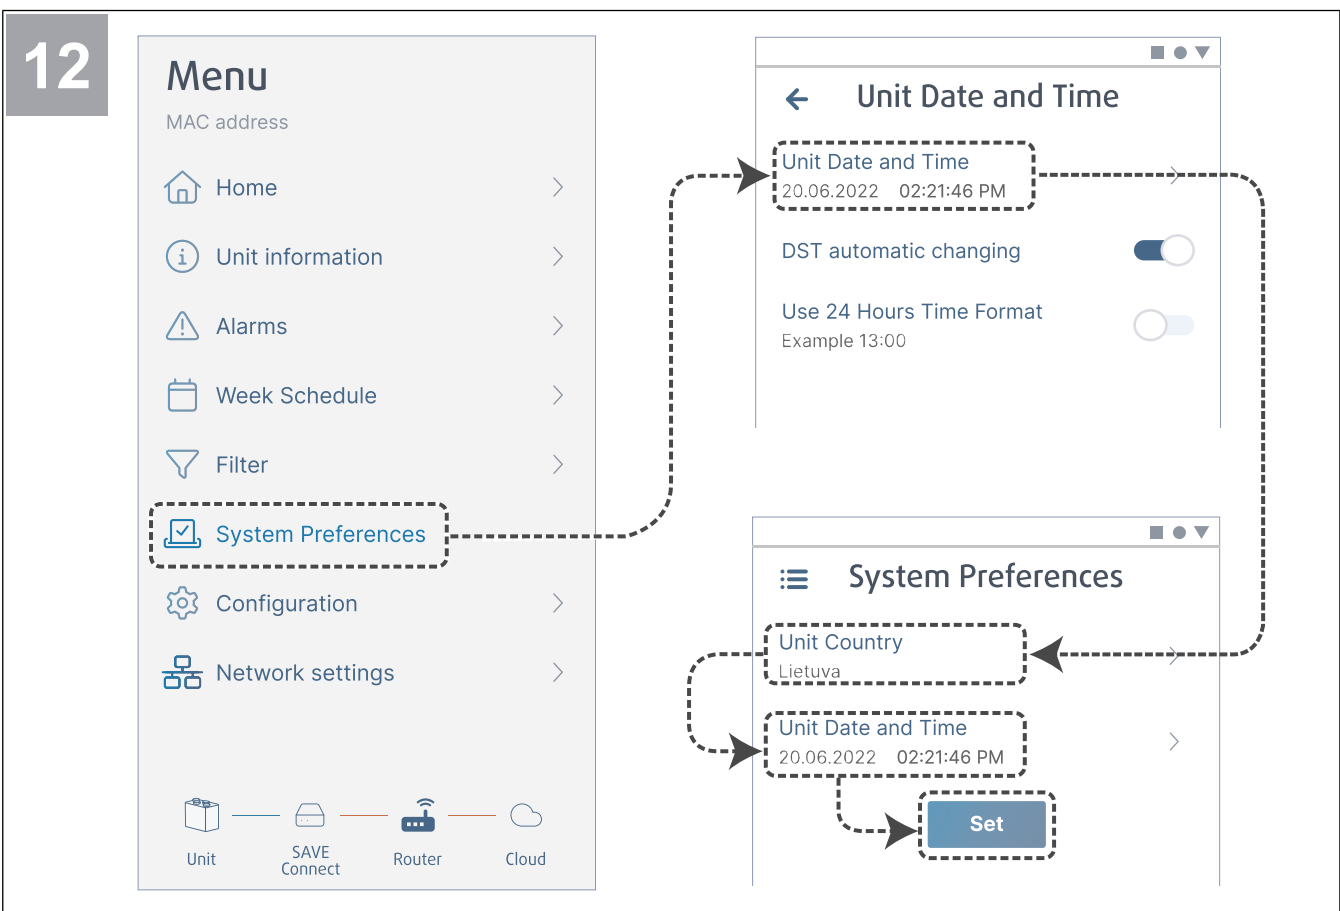 12
Menu
MAC address
Home
Unit information
Alarms
Week Schedule
Filter
System Preferences
Configuration
Network settings
Unit
SAVE
Connect
Router
Cloud
Unit Date and Time
Unit Date and Time
20.06.2022 02:21:46 PM
DST automatic changing
Use 24 Hours Time Format
Example 13:00
System Preferences
Unit Country
Lietuva
Unit Date and Time
20.06.2022 02:21:46 PM
Set